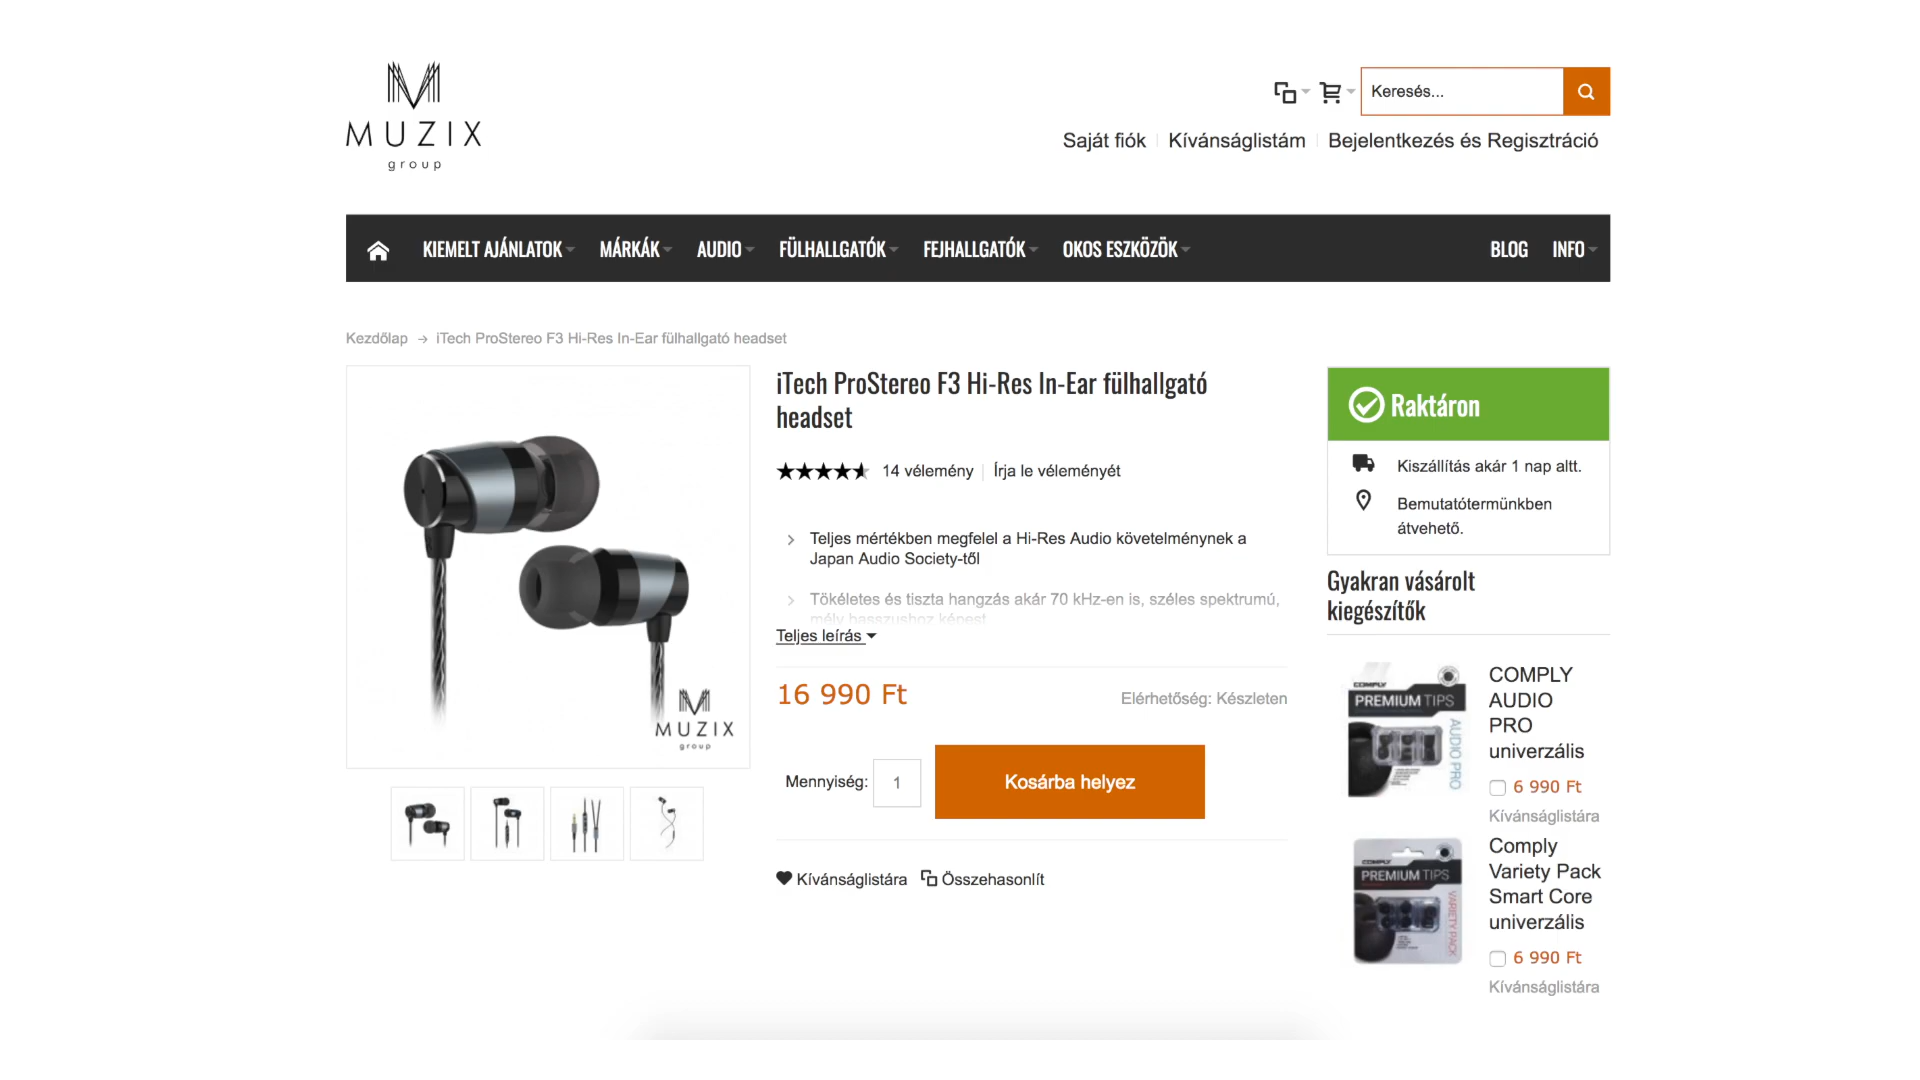 MUZIX
group
Keresés...
Saját fiók
Kívánságlistám
Bejelentkezés és Regisztráció
KIEMELT AJÁNLATOK
MÁRKÁK
AUDIO
FÜLHALLGATÓK
FEJHALLGATÓK
OKOS ESZKÖZÖK
BLOG
INFO
Kezdőlap → iTech ProStereo F3 Hi-Res In-Ear fülhallgató headset
MUZIX
group
iTech ProStereo F3 Hi-Res In-Ear fülhallgató
headset
14 vélemény
Írja le véleményét
Teljes mértékben megfelel a Hi-Res Audio követelménynek a
Japan Audio Society-től
Tökéletes és tiszta hangzás akár 70 kHz-en is, széles spektrumú,
mély basszushoz képest
Teljes leírás
16 990 Ft
Elérhetőség: Készleten
Mennyiség: 1
Kosárba helyez
Kívánságlistára
Összehasonlít
Raktáron
Kiszállítás akár 1 nap altt.
Bemutatótermünkben
átvehető.
Gyakran vásárolt
kiegészítők
COMPLY
PREMIUM TIPS
AUDIO PRO
COMPLY
AUDIO
PRO
univerzális
6 990 Ft
Kívánságlistára
COMPLY
PREMIUM TIPS
VARIETY PACK
Comply
Variety Pack
Smart Core
univerzális
6 990 Ft
Kívánságlistára